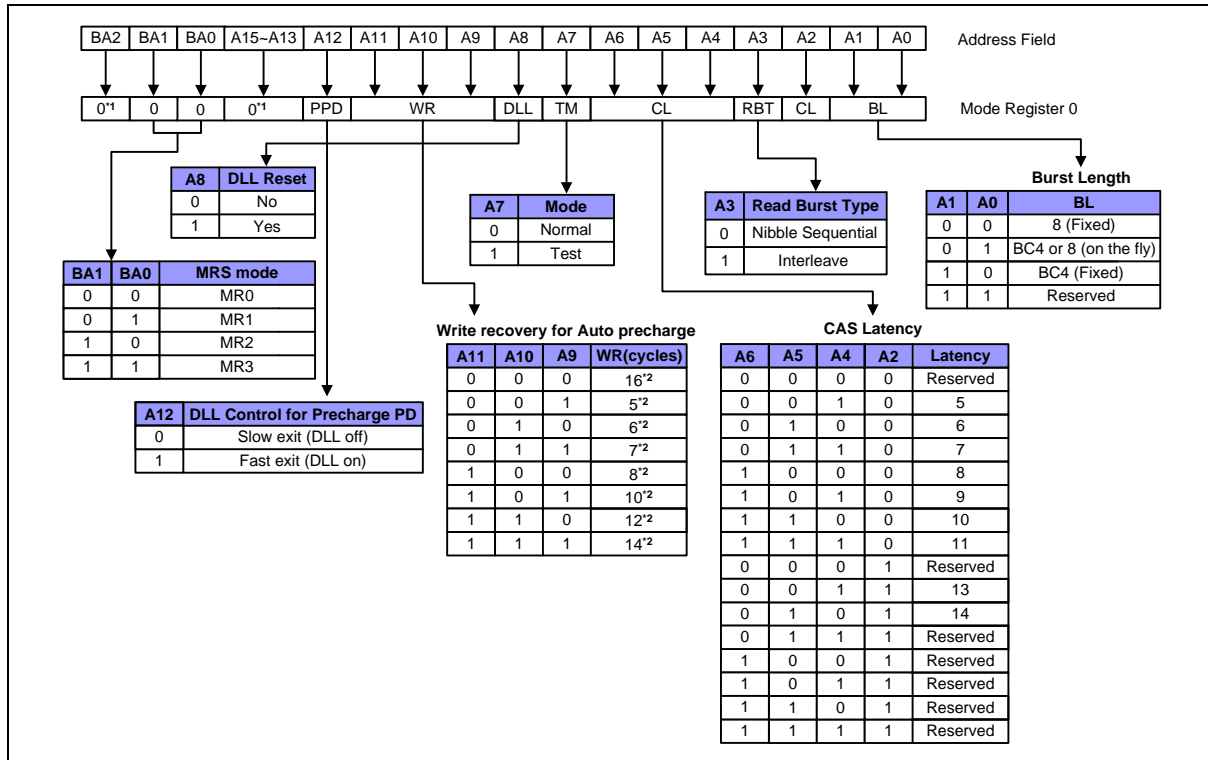 BA2 BA1 BA0 A15~A13 A12 A11 A10 A9 A8 A7 A6 A5 A4 A3 A2 A1 A0 Address Field
0*1 0 0 0*1 PPD WR DLL TM CL RBT CL BL Mode Register 0
A8 DLL Reset
0 No
1 Yes
A7 Mode
0 Normal
1 Test
A3 Read Burst Type
0 Nibble Sequential
1 Interleave
Burst Length
A1 A0 BL
0 0 8 (Fixed)
0 1 BC4 or 8 (on the fly)
1 0 BC4 (Fixed)
1 1 Reserved
BA1 BA0 MRS mode
0 0 MR0
0 1 MR1
1 0 MR2
1 1 MR3
A12 DLL Control for Precharge PD
0 Slow exit (DLL off)
1 Fast exit (DLL on)
Write recovery for Auto precharge
A11 A10 A9 WR(cycles)
0 0 0 16*2
0 0 1 5*2
0 1 0 6*2
0 1 1 7*2
1 0 0 8*2
1 0 1 10*2
1 1 0 12*2
1 1 1 14*2
CAS Latency
A6 A5 A4 A2 Latency
0 0 0 0 Reserved
0 0 1 0 5
0 1 0 0 6
0 1 1 0 7
1 0 0 0 8
1 0 1 0 9
1 1 0 0 10
1 1 1 0 11
0 0 0 1 Reserved
0 0 1 1 13
0 1 0 1 14
0 1 1 1 Reserved
1 0 0 1 Reserved
1 0 1 1 Reserved
1 1 0 1 Reserved
1 1 1 1 Reserved